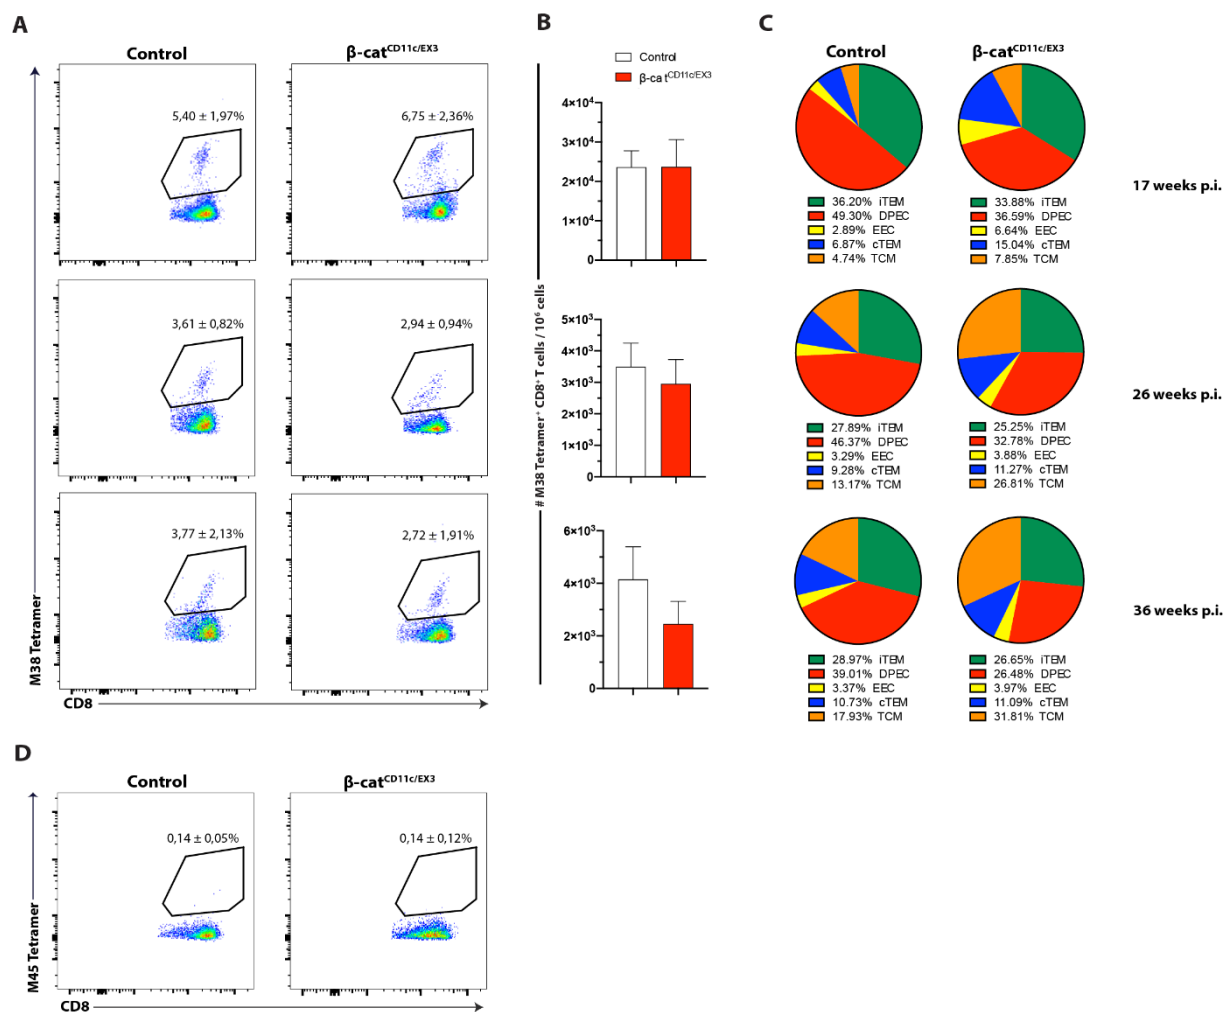 A
Control
β-cat^CD11c/EX3
5,40 ± 1,97%
6,75 ± 2,36%
3,61 ± 0,82%
2,94 ± 0,94%
3,77 ± 2,13%
2,72 ± 1,91%
M38 Tetramer
CD8
B
Control
β-cat^CD11c/EX3
# M38 Tetramer⁺ CD8⁺ T cells / 10⁶ cells
4×10⁴
3×10⁴
2×10⁴
1×10⁴
0
5×10³
4×10³
3×10³
2×10³
1×10³
0
6×10³
4×10³
2×10³
0
C
Control
β-cat^CD11c/EX3
36.20% iTEM
49.30% DPEC
2.89% EEC
6.87% cTEM
4.74% TCM
33.88% iTEM
36.59% DPEC
6.64% EEC
15.04% cTEM
7.85% TCM
17 weeks p.i.
27.89% iTEM
46.37% DPEC
3.29% EEC
9.28% cTEM
13.17% TCM
25.25% iTEM
32.78% DPEC
3.88% EEC
11.27% cTEM
26.81% TCM
26 weeks p.i.
28.97% iTEM
39.01% DPEC
3.37% EEC
10.73% cTEM
17.93% TCM
26.65% iTEM
26.48% DPEC
3.97% EEC
11.09% cTEM
31.81% TCM
36 weeks p.i.
D
Control
β-cat^CD11c/EX3
0,14 ± 0,05%
0,14 ± 0,12%
M45 Tetramer
CD8